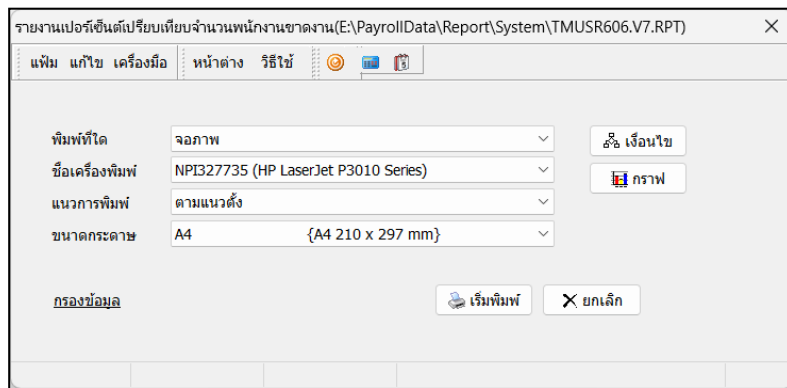 รายงานเปอร์เซ็นต์เปรียบเทียบจำนวนพนักงานขาดงาน(E:\PayrollData\Report\System\TMUSR606.V7.RPT)
แฟ้ม แก้ไข เครื่องมือ หน้าต่าง วิธีใช้
พิมพ์ที่ใด จอภาพ เงื่อนไข
ชื่อเครื่องพิมพ์ NPI327735 (HP LaserJet P3010 Series) กราฟ
แนวการพิมพ์ ตามแนวตั้ง
ขนาดกระดาษ A4 {A4 210 x 297 mm}
กรองข้อมูล เริ่มพิมพ์ ยกเลิก